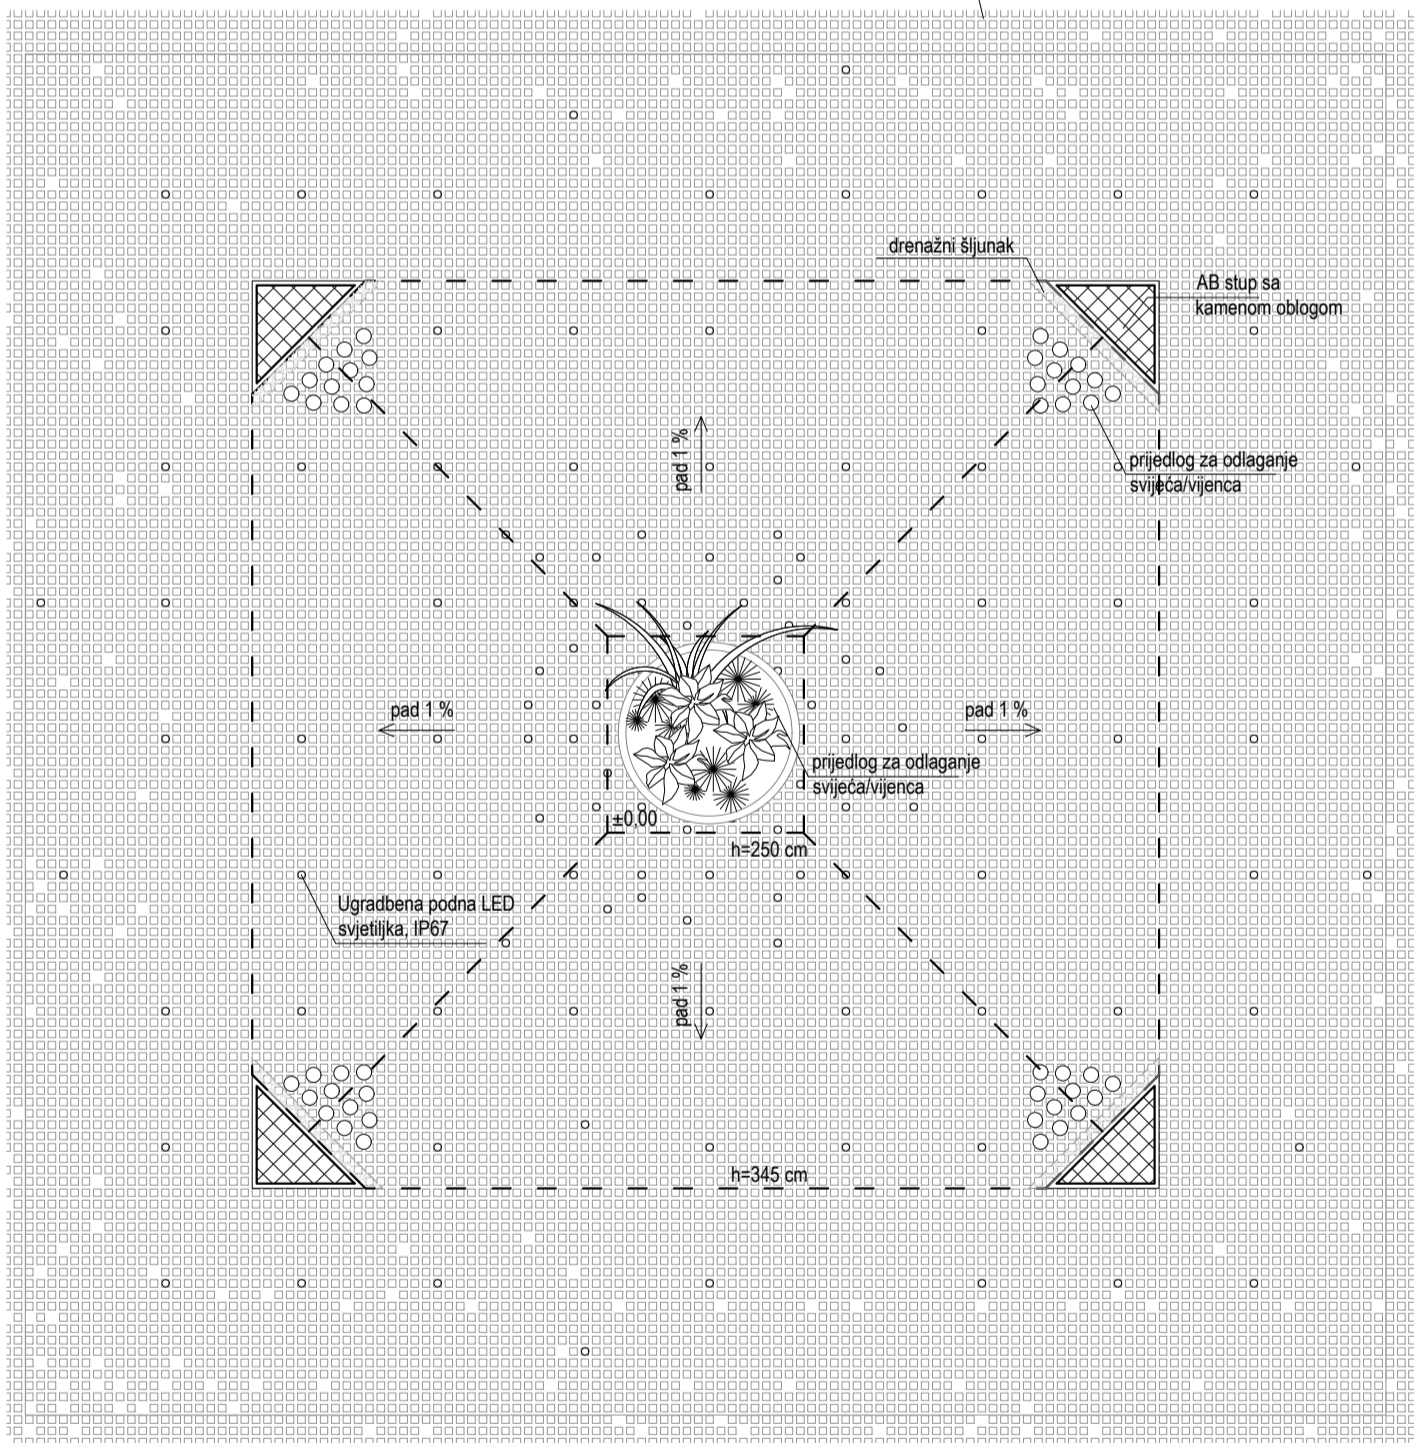 drenažni šljunak
AB stup sa
kamenom oblogom
pad 1 %
prijedlog za odlaganje
svijeća/vijenca
pad 1 %
pad 1 %
prijedlog za odlaganje
svijeća/vijenca
±0,00
h=250 cm
Ugradbena podna LED
svjetiljka, IP67
pad 1 %
h=345 cm